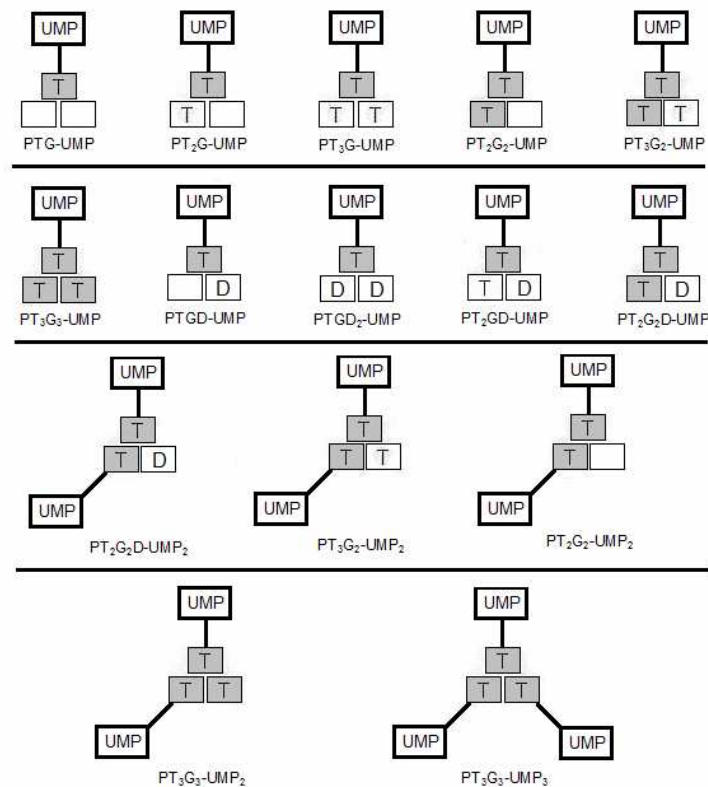 UMP UMP UMP UMP UMP
T T T T T
T T T T T T
PTG-UMP PT₂G-UMP PT₃G-UMP PT₂G₂-UMP PT₃G₂-UMP
UMP UMP UMP UMP UMP
T T T T T
T T D D D T D T D
PT₃G₃-UMP PTGD-UMP PTGD₂-UMP PT₂GD-UMP PT₂G₂D-UMP
UMP UMP UMP
T T T
T D T T T
UMP UMP UMP
PT₂G₂D-UMP₂ PT₃G₂-UMP₂ PT₂G₂-UMP₂
UMP UMP
T T
T T T T
UMP UMP UMP
PT₃G₃-UMP₂ PT₃G₃-UMP₃